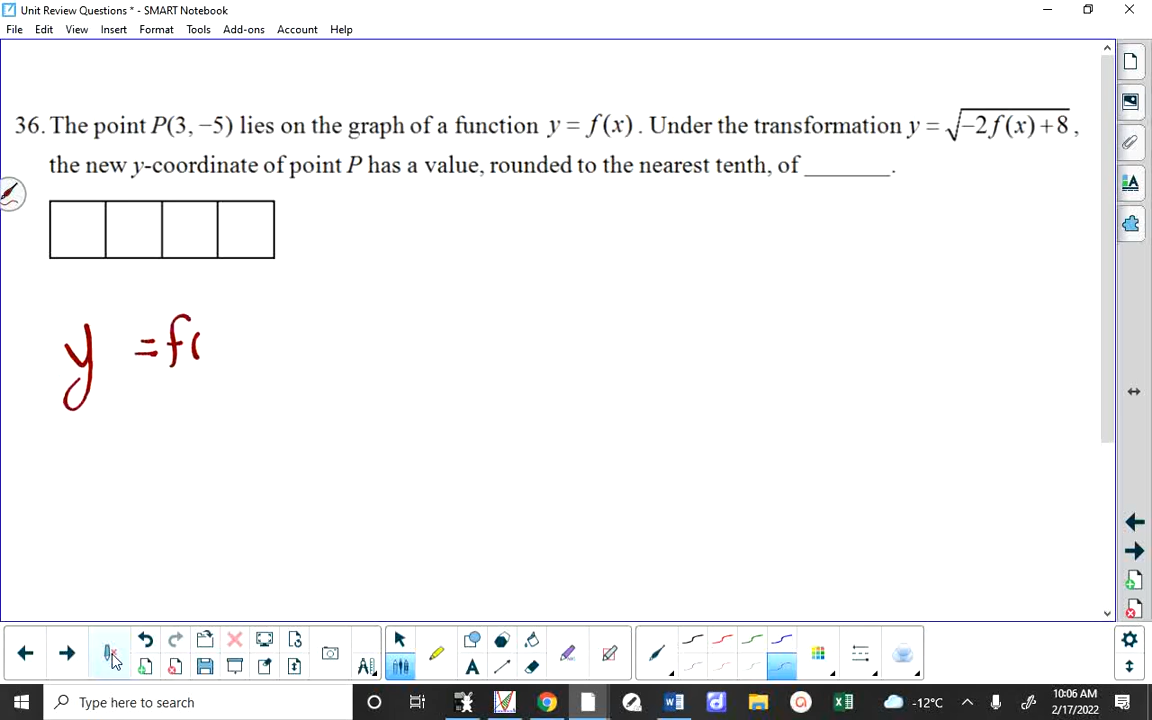 Unit Review Questions * - SMART Notebook
File Edit View Insert Format Tools Add-ons Account Help
36. The point P(3, −5) lies on the graph of a function y = f(x). Under the transformation y = √(−2f(x)+8),
the new y-coordinate of point P has a value, rounded to the nearest tenth, of ________.
y = f(
Type here to search
-12°C
10:06 AM
2/17/2022